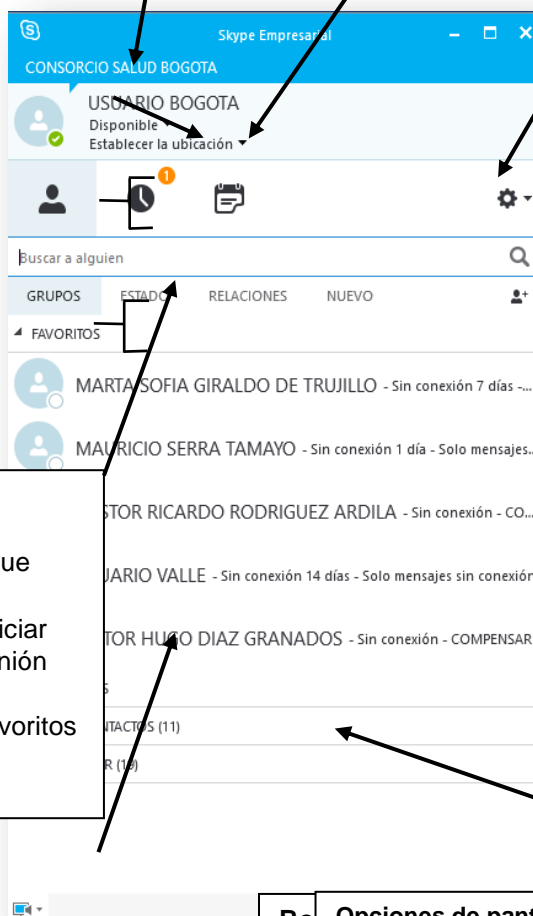 Skype Empresarial
CONSORCIO SALUD BOGOTA
USUARIO BOGOTA
Disponible
Establecer la ubicación
1
Buscar a alguien
GRUPOS ESTADO RELACIONES NUEVO
FAVORITOS
MARTA SOFIA GIRALDO DE TRUJILLO - Sin conexión 7 días -...
MAURICIO SERRA TAMAYO - Sin conexión 1 día - Solo mensajes...
STOR RICARDO RODRIGUEZ ARDILA - Sin conexión - CO...
UARIO VALLE - Sin conexión 14 días - Solo mensajes sin conexión
TOR HUGO DIAZ GRANADOS - Sin conexión - COMPENSAR
S
NTACTOS (11)
R (19)
ue
iciar
nión
voritos
Opciones de pant